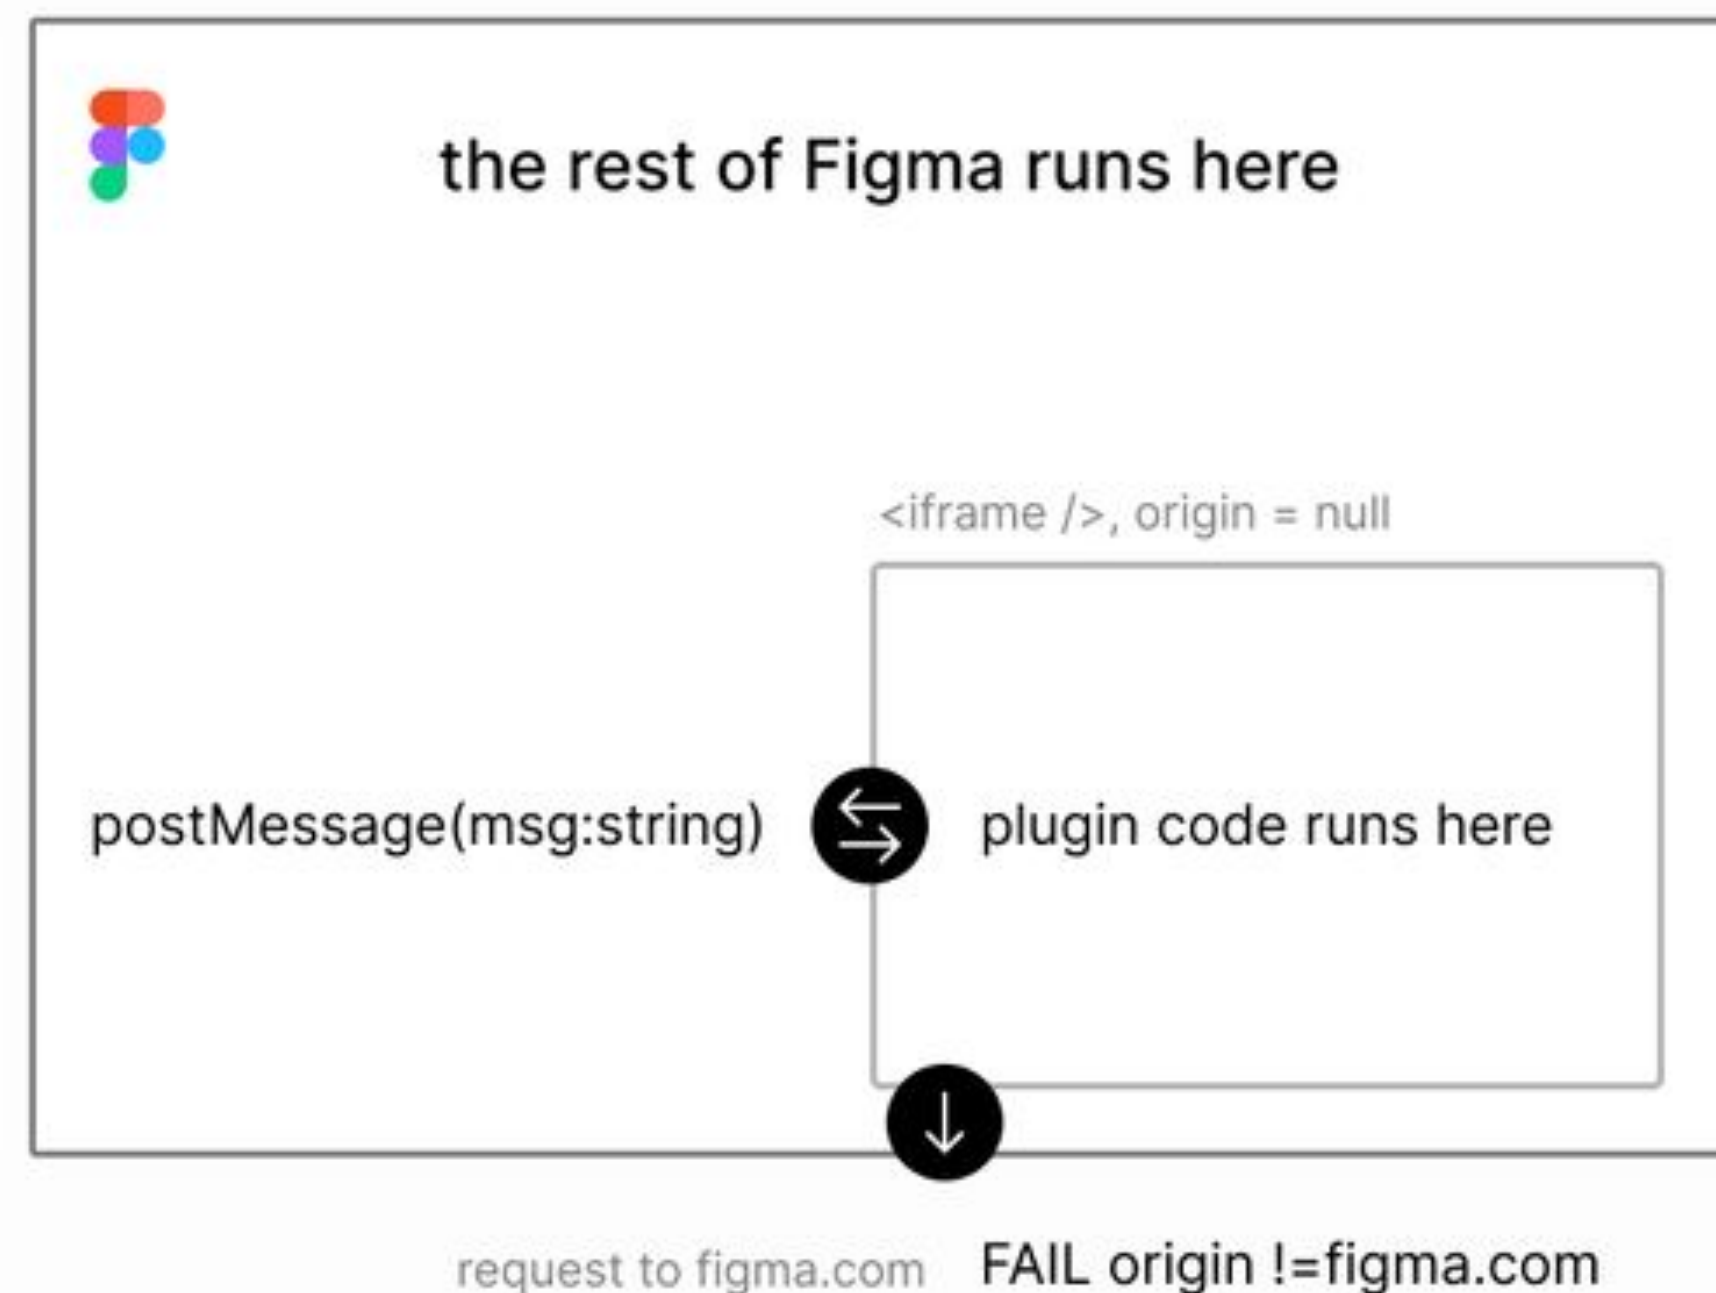 the rest of Figma runs here
<iframe />, origin = null
postMessage(msg:string)
plugin code runs here
request to figma.com
FAIL origin !=figma.com